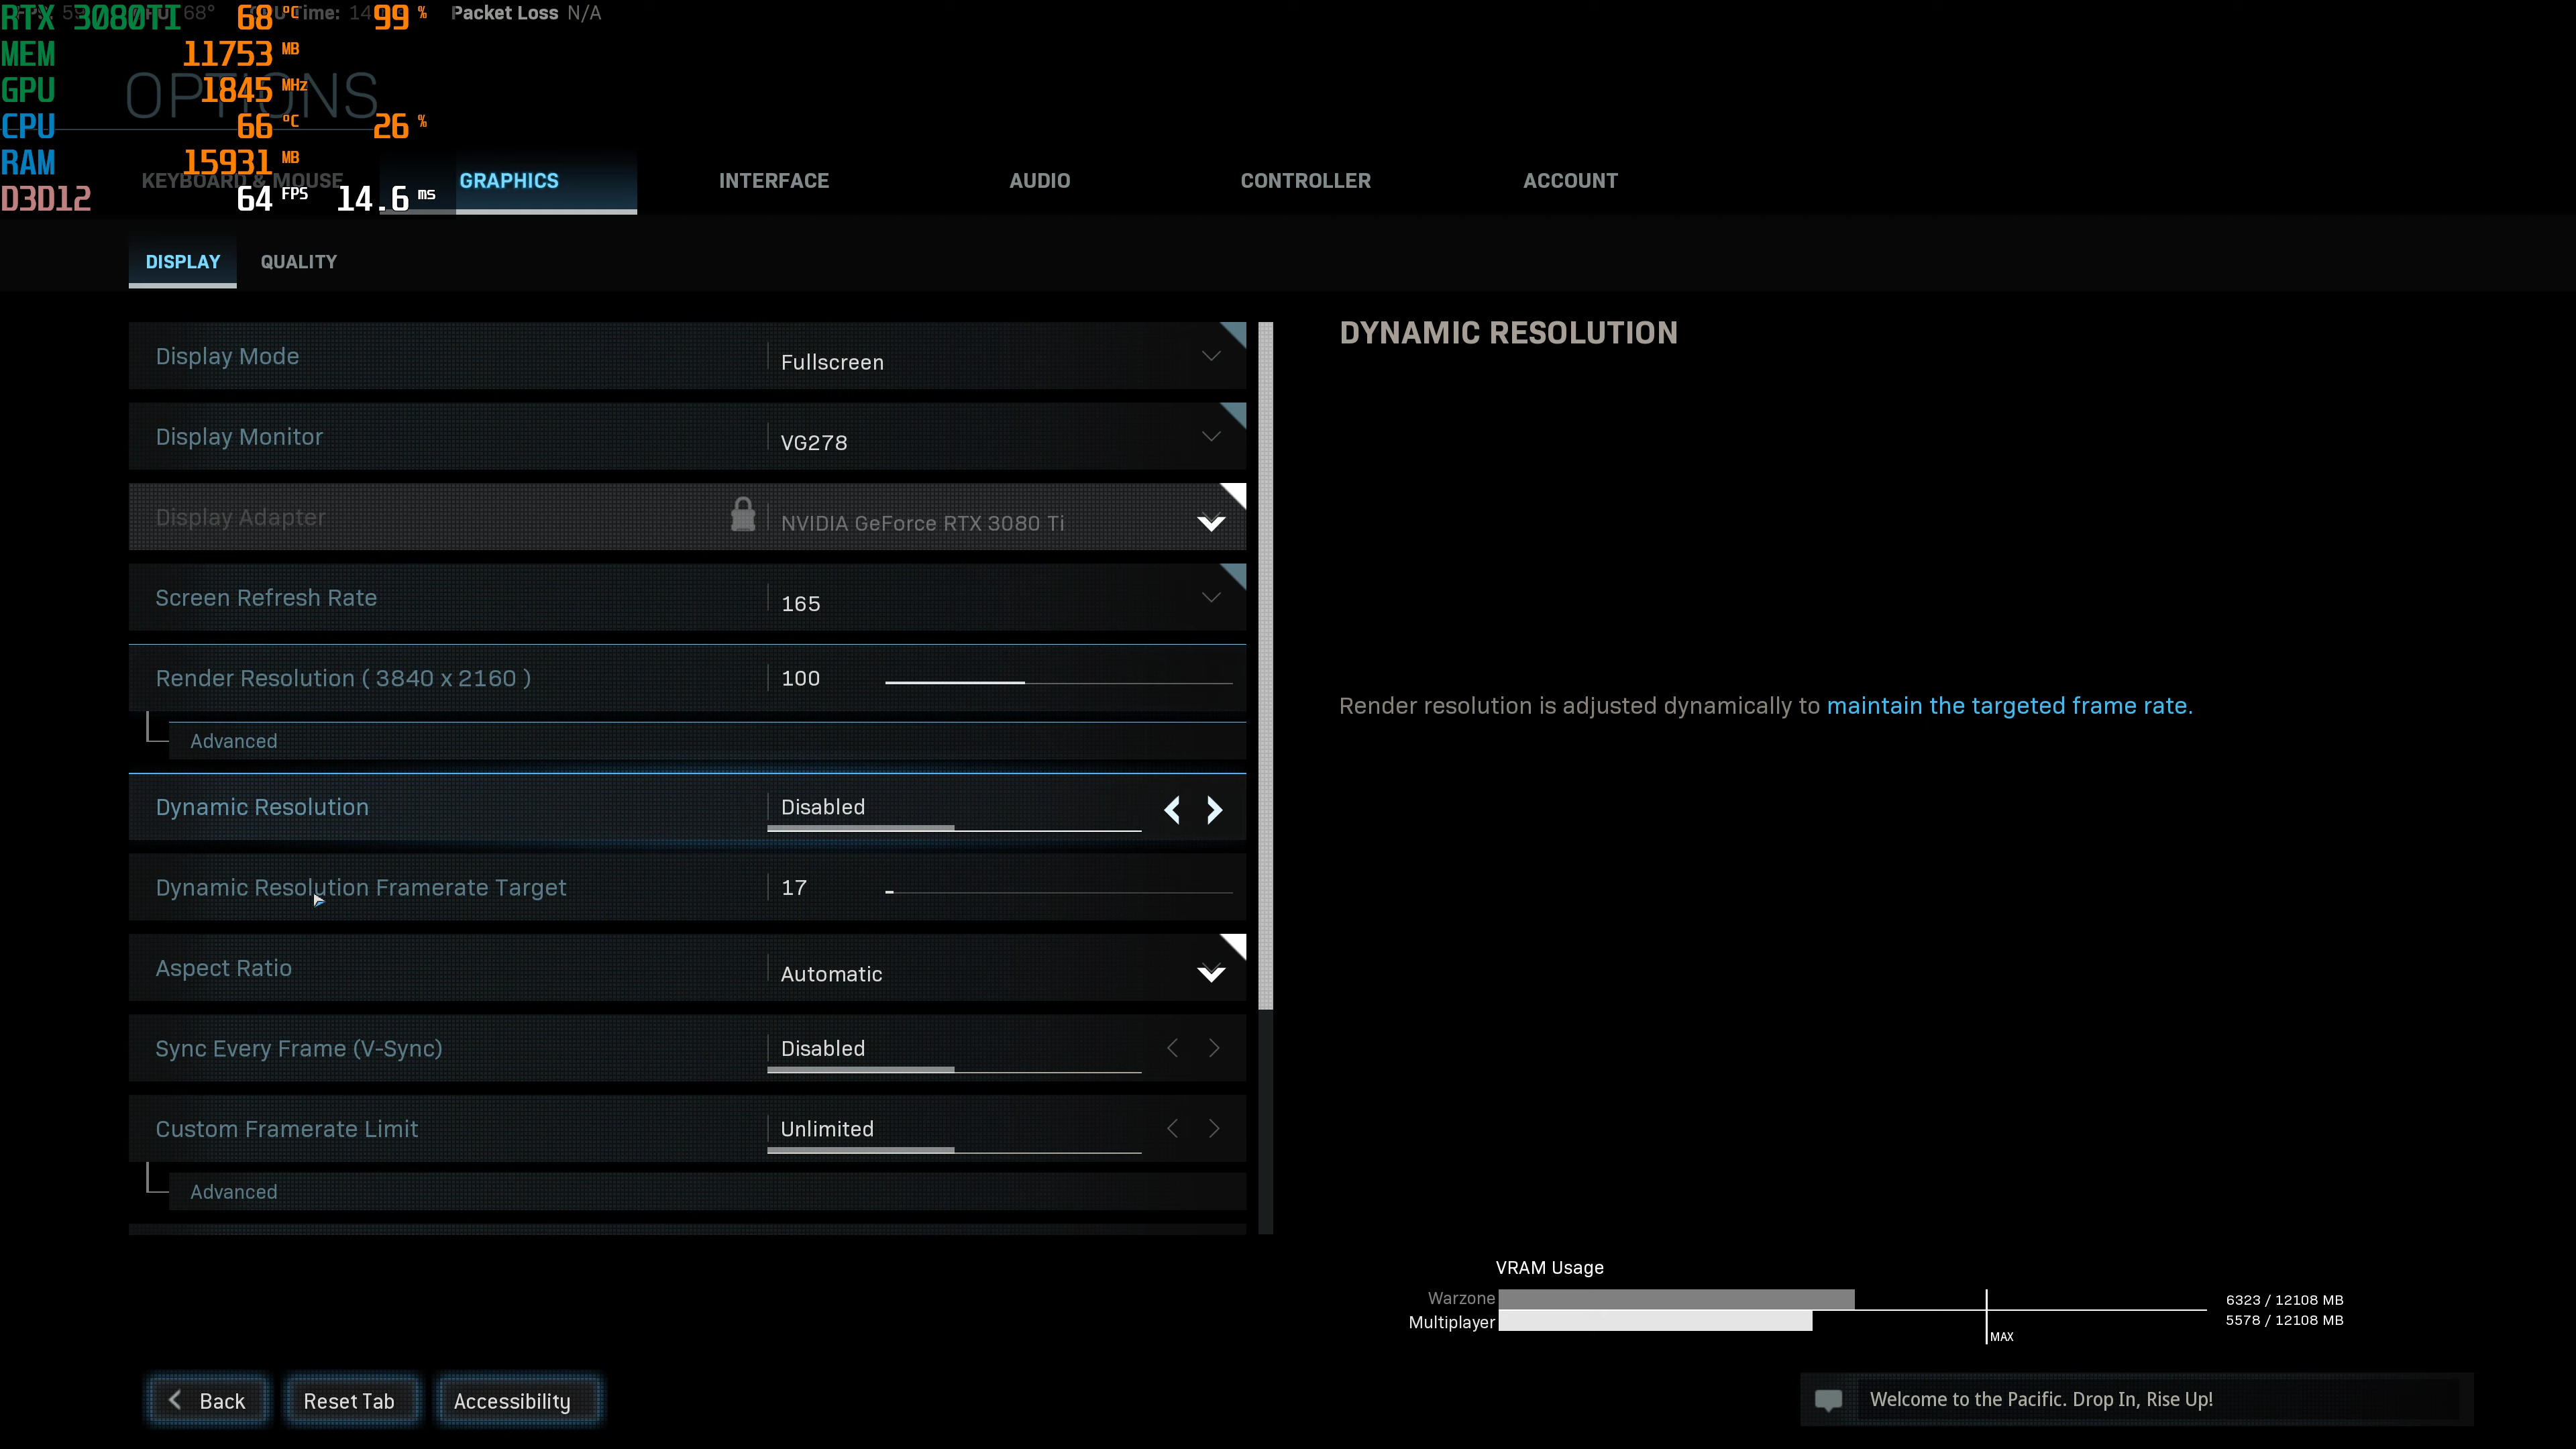 RTX 3080TI 68 °C 99 %
Time: 14 Packet Loss N/A
MEM 11753 MB
GPU 1845 MHz
OPTIONS
CPU 66 °C 26 %
RAM 15931 MB
KEYBOARD & MOUSE GRAPHICS INTERFACE AUDIO CONTROLLER ACCOUNT
D3D12 64 FPS 14.6 ms
DISPLAY QUALITY
Display Mode Fullscreen
Display Monitor VG278
Display Adapter NVIDIA GeForce RTX 3080 Ti
Screen Refresh Rate 165
Render Resolution ( 3840 x 2160 ) 100
Advanced
Dynamic Resolution Disabled
Dynamic Resolution Framerate Target 17
Aspect Ratio Automatic
Sync Every Frame (V-Sync) Disabled
Custom Framerate Limit Unlimited
Advanced
DYNAMIC RESOLUTION
Render resolution is adjusted dynamically to maintain the targeted frame rate.
VRAM Usage
Warzone 6323 / 12108 MB
Multiplayer 5578 / 12108 MB
MAX
Back Reset Tab Accessibility
Welcome to the Pacific. Drop In, Rise Up!